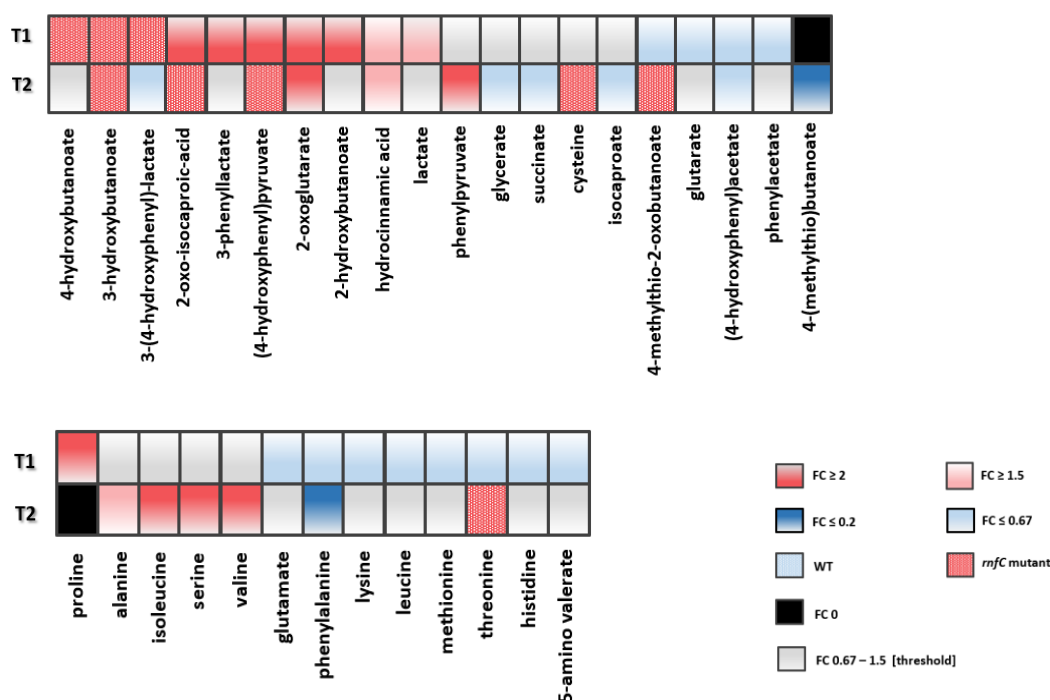 T1
T2
4-hydroxybutanoate
3-hydroxybutanoate
3-(4-hydroxyphenyl)-lactate
2-oxo-isocaproic-acid
3-phenyllactate
(4-hydroxyphenyl)pyruvate
2-oxoglutarate
2-hydroxybutanoate
hydrocinnamic acid
lactate
phenylpyruvate
glycerate
succinate
cysteine
isocaproate
4-methylthio-2-oxobutanoate
glutarate
(4-hydroxyphenyl)acetate
phenylacetate
4-(methylthio)butanoate
T1
T2
proline
alanine
isoleucine
serine
valine
glutamate
phenylalanine
lysine
leucine
methionine
threonine
histidine
5-amino valerate
FC ≥ 2
FC ≥ 1.5
FC ≤ 0.2
FC ≤ 0.67
WT
rnfC mutant
FC 0
FC 0.67 – 1.5 [threshold]